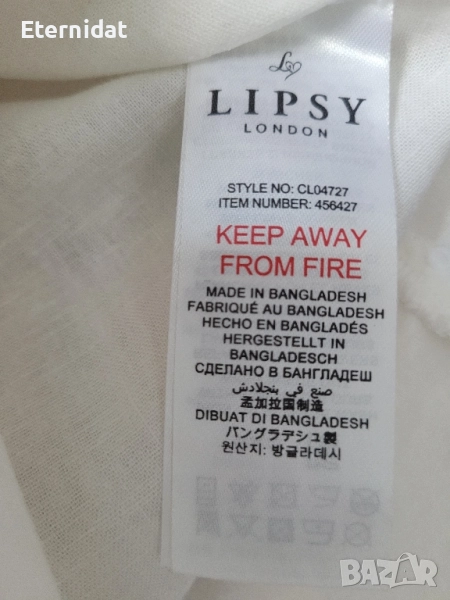 Eternidat
LIPSY
LONDON
STYLE NO: CL04727
ITEM NUMBER: 456427
KEEP AWAY
FROM FIRE
MADE IN BANGLADESH
FABRIQUÉ AU BANGLADESH
HECHO EN BANGLADÉS
HERGESTELLT IN
BANGLADESCH
СДЕЛАНО В БАНГЛАДЕШ
صنع في بنجلادش
孟加拉国制造
DIBUAT DI BANGLADESH
バングラデシュ製
원산지: 방글라데시
BAZAR